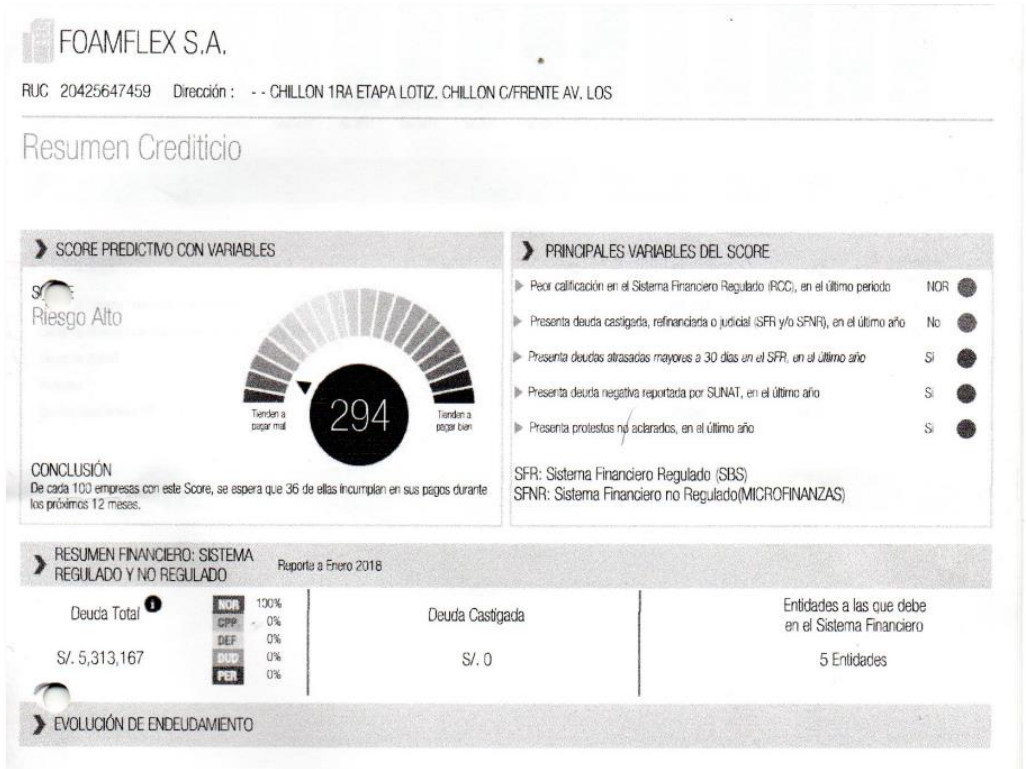 FOAMFLEX S.A.
RUC 20425647459 Dirección : - - CHILLON 1RA ETAPA LOTIZ. CHILLON C/FRENTE AV. LOS
Resumen Crediticio
SCORE PREDICTIVO CON VARIABLES
Riesgo Alto
Tienden a
pagar mal
294
Tienden a
pagar bien
CONCLUSIÓN
De cada 100 empresas con este Score, se espera que 36 de ellas incumplan en sus pagos durante
los próximos 12 meses.
PRINCIPALES VARIABLES DEL SCORE
Peor calificación en el Sistema Financiero Regulado (RCC), en el último periodo NOR
Presenta deuda castigada, refinanciada o judicial (SFR y/o SFNR), en el último año No
Presenta deudas atrasadas mayores a 30 días en el SFR, en el último año Si
Presenta deuda negativa reportada por SUNAT, en el último año Si
Presenta protestos no aclarados, en el último año Si
SFR: Sistema Financiero Regulado (SBS)
SFNR: Sistema Financiero no Regulado(MICROFINANZAS)
RESUMEN FINANCIERO: SISTEMA
REGULADO Y NO REGULADO
Reporte a Enero 2018
Deuda Total
S/. 5,313,167
NOR 100%
CPP 0%
DEF 0%
DUD 0%
PER 0%
Deuda Castigada
S/. 0
Entidades a las que debe
en el Sistema Financiero
5 Entidades
EVOLUCIÓN DE ENDEUDAMIENTO